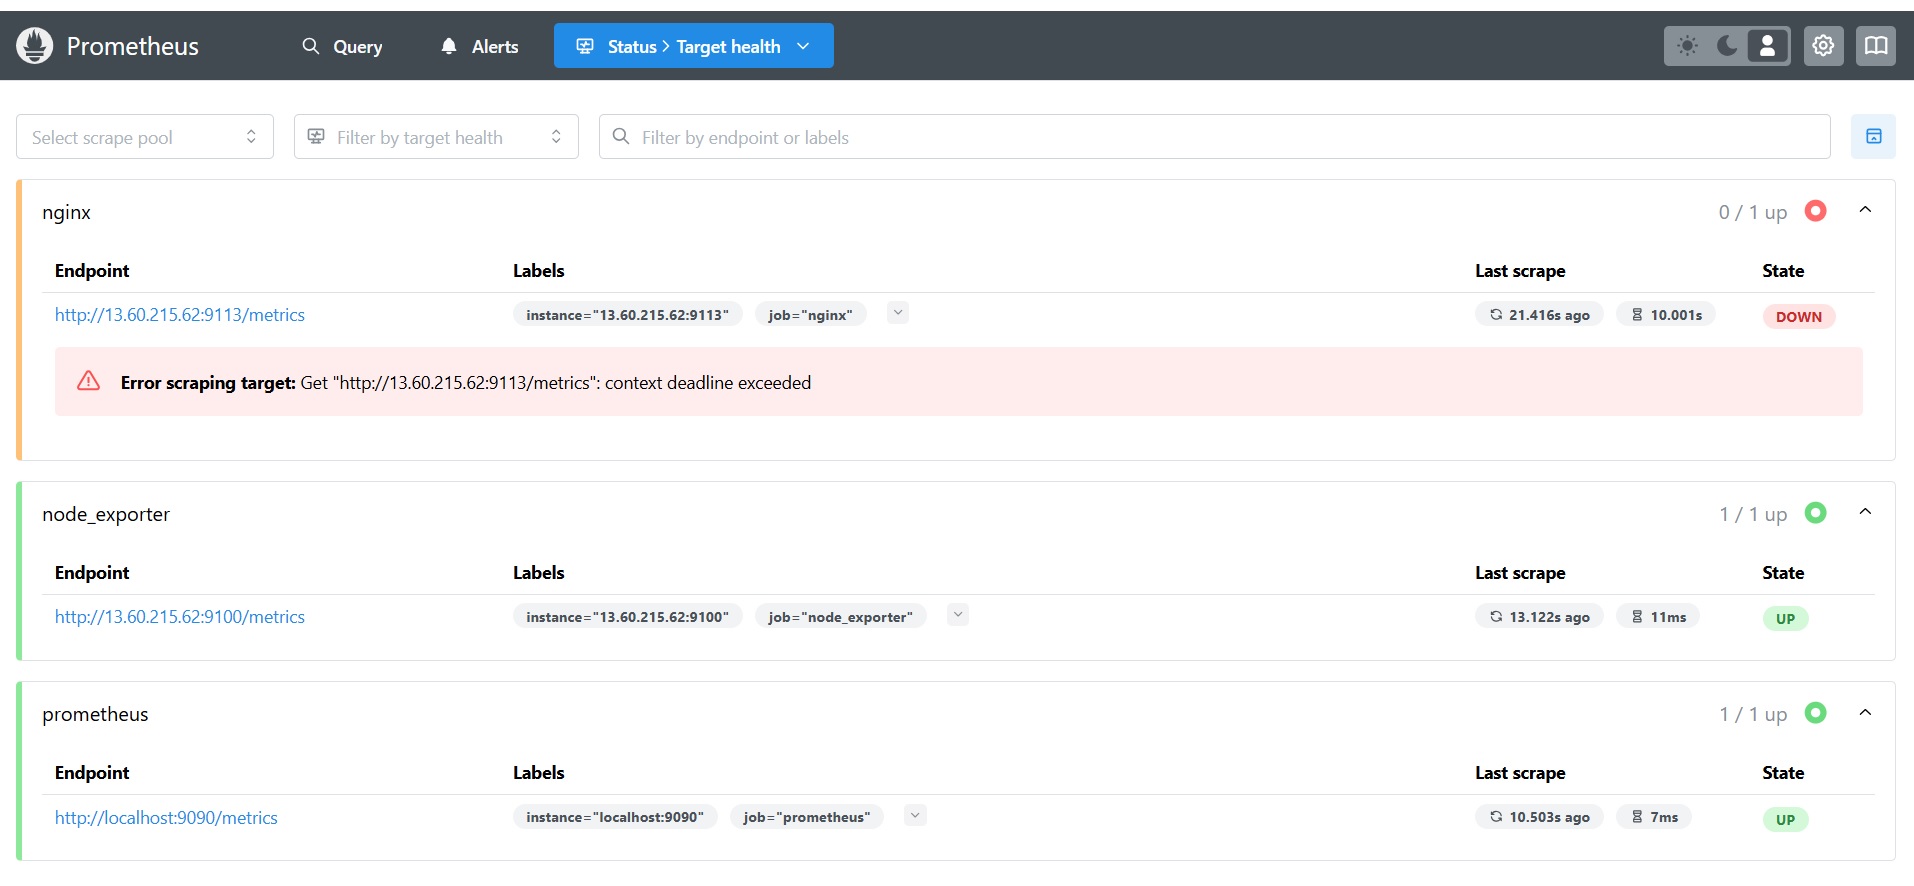 Prometheus Query Alerts Status > Target health
Select scrape pool Filter by target health Filter by endpoint or labels
nginx 0 / 1 up
Endpoint Labels Last scrape State
http://13.60.215.62:9113/metrics instance="13.60.215.62:9113" job="nginx" 21.416s ago 10.001s DOWN
Error scraping target: Get "http://13.60.215.62:9113/metrics": context deadline exceeded
node_exporter 1 / 1 up
Endpoint Labels Last scrape State
http://13.60.215.62:9100/metrics instance="13.60.215.62:9100" job="node_exporter" 13.122s ago 11ms UP
prometheus 1 / 1 up
Endpoint Labels Last scrape State
http://localhost:9090/metrics instance="localhost:9090" job="prometheus" 10.503s ago 7ms UP